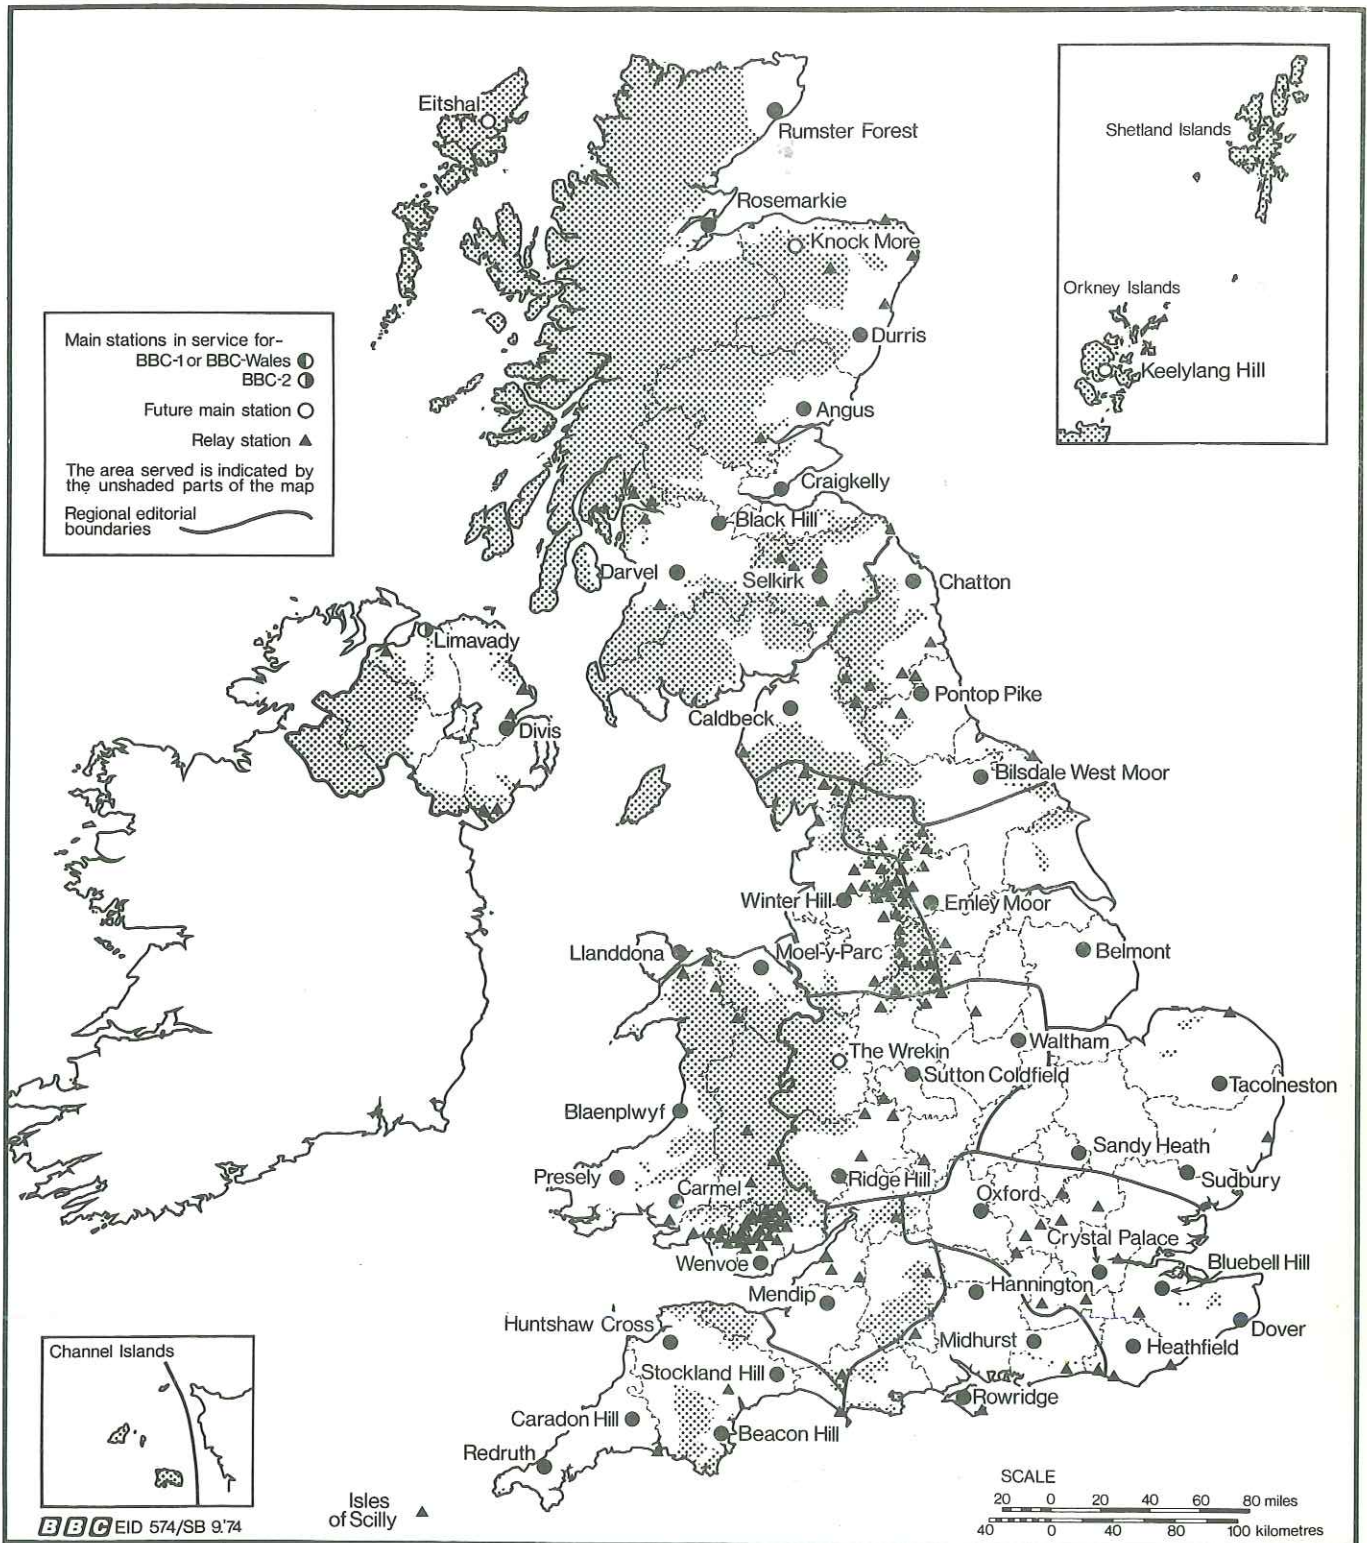 Eitshal
Rumster Forest
Shetland Islands
Rosemarkie
Knock More
Orkney Islands
Keelylang Hill
Main stations in service for-
BBC-1 or BBC-Wales
BBC-2
Future main station
Relay station
The area served is indicated by
the unshaded parts of the map
Regional editorial
boundaries
Durris
Angus
Craigkelly
Black Hill
Darvel
Selkirk
Chatton
Limavady
Pontop Pike
Caldbeck
Divis
Bilsdale West Moor
Winter Hill
Emley Moor
Llanddona
Moel-y-Parc
Belmont
Waltham
The Wrekin
Sutton Coldfield
Tacolneston
Blaenplwyf
Sandy Heath
Presely
Carmel
Ridge Hill
Sudbury
Oxford
Crystal Palace
Wenvoe
Bluebell Hill
Mendip
Hannington
Huntshaw Cross
Midhurst
Dover
Heathfield
Channel Islands
Stockland Hill
Rowridge
Caradon Hill
Beacon Hill
Redruth
Isles
of Scilly
SCALE
20 0 20 40 60 80 miles
40 0 40 80 100 kilometres
BBC EID 574/SB 9.'74